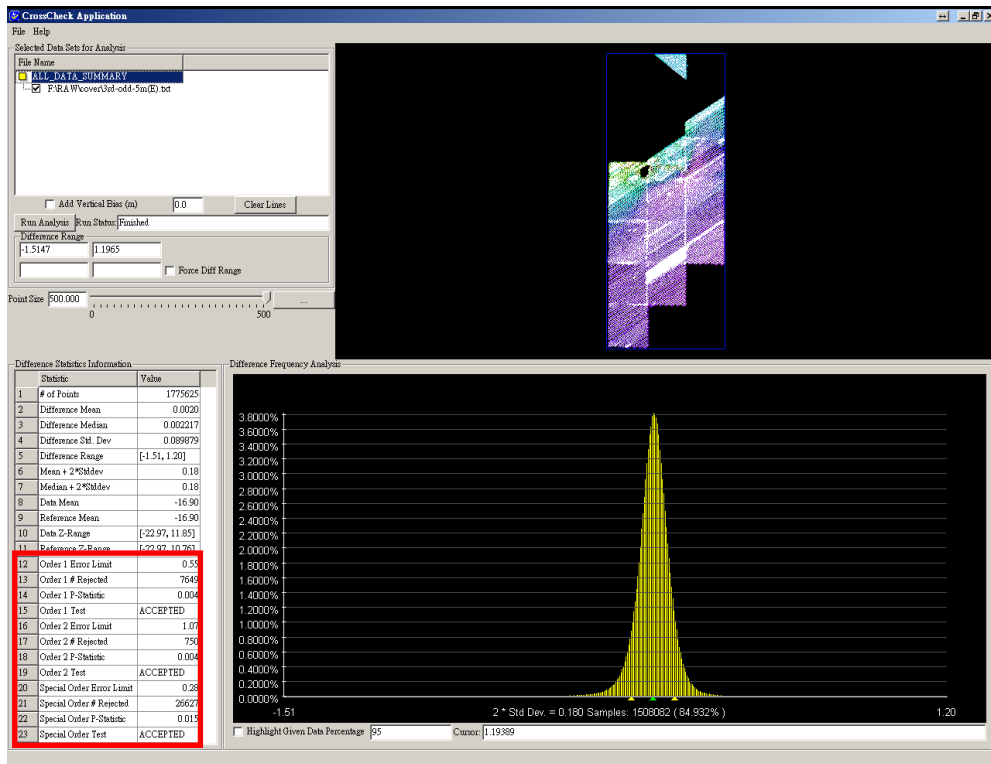 CrossCheck Application
File Help
Selected Data Sets for Analysis
File Name
ALL_DATA_SUMMARY
F:\RAW\cover\3rd-odd-5m(E).txt
Add Vertical Bias (m) 0.0 Clear Lines
Run Analysis Run Status: Finished
Difference Range
-1.5147 1.1965
Force Diff Range
Point Size 500.000 ...
0 500
Difference Statistics Information
Statistic Value
1 # of Points 1775625
2 Difference Mean 0.0020
3 Difference Median 0.002217
4 Difference Std. Dev 0.089879
5 Difference Range [-1.51, 1.20]
6 Mean + 2*Stddev 0.18
7 Median + 2*Stddev 0.18
8 Data Mean -16.90
9 Reference Mean -16.90
10 Data Z-Range [-22.97, 11.85]
11 Reference Z-Range [-22.97, 10.76]
12 Order 1 Error Limit 0.55
13 Order 1 # Rejected 7649
14 Order 1 P-Statistic 0.004
15 Order 1 Test ACCEPTED
16 Order 2 Error Limit 1.07
17 Order 2 # Rejected 750
18 Order 2 P-Statistic 0.004
19 Order 2 Test ACCEPTED
20 Special Order Error Limit 0.28
21 Special Order # Rejected 26627
22 Special Order P-Statistic 0.015
23 Special Order Test ACCEPTED
Difference Frequency Analysis
3.8000%
3.6000%
3.4000%
3.2000%
3.0000%
2.8000%
2.6000%
2.4000%
2.2000%
2.0000%
1.8000%
1.6000%
1.4000%
1.2000%
1.0000%
0.8000%
0.6000%
0.4000%
0.2000%
0.0000%
-1.51 2 * Std Dev. = 0.180 Samples: 1508082 ( 84.932% ) 1.20
Highlight Given Data Percentage 95 Cursor: 1.19389